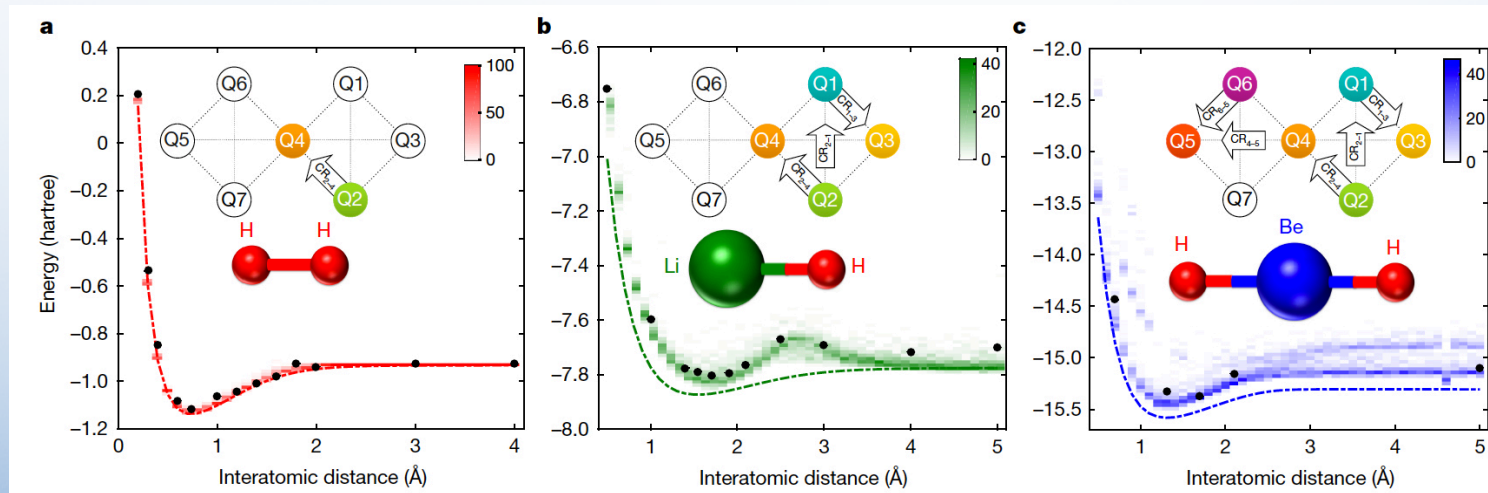 a
0.4
0.2
0
−0.2
−0.4
−0.6
−0.8
−1.0
−1.2
Energy (hartree)
0
1
2
3
4
Interatomic distance (Å)
Q6
Q1
Q5
Q4
Q3
Q7
Q2
CR2–4
100
50
0
H
H
b
−6.6
−6.8
−7.0
−7.2
−7.4
−7.6
−7.8
−8.0
1
2
3
4
5
Interatomic distance (Å)
Q6
Q1
Q5
Q4
Q3
Q7
Q2
CR1–3
CR2–1
CR2–4
40
20
0
Li
H
c
−12.0
−12.5
−13.0
−13.5
−14.0
−14.5
−15.0
−15.5
1
2
3
4
5
Interatomic distance (Å)
Q6
Q1
Q5
Q4
Q3
Q7
Q2
CR6–5
CR1–3
CR4–5
CR2–1
CR2–4
40
20
0
H
Be
H